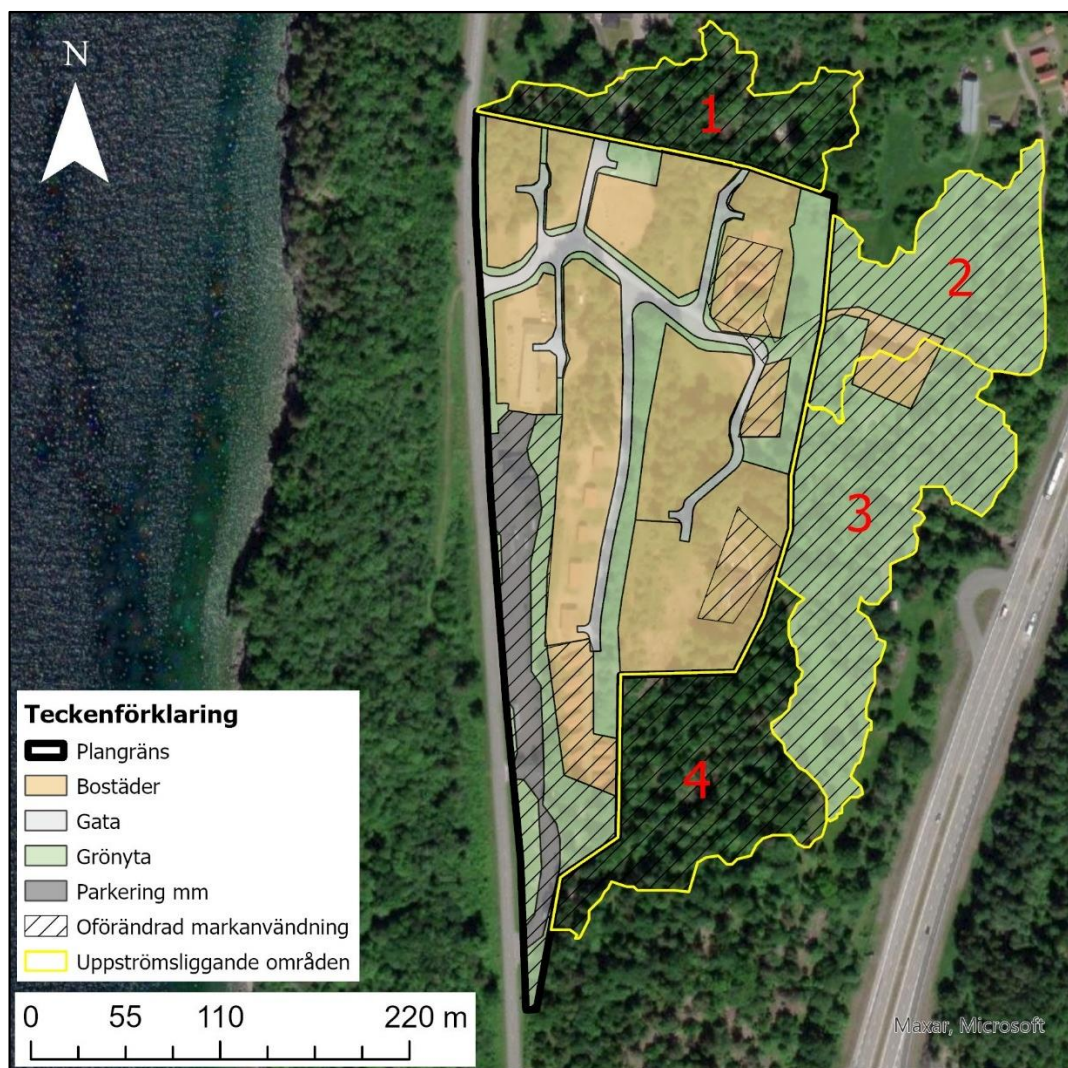 N
1
2
3
4
Teckenförklaring
Plangräns
Bostäder
Gata
Grönyta
Parkering mm
Oförändrad markanvändning
Uppströmsliggande områden
0 55 110 220 m
Maxar, Microsoft